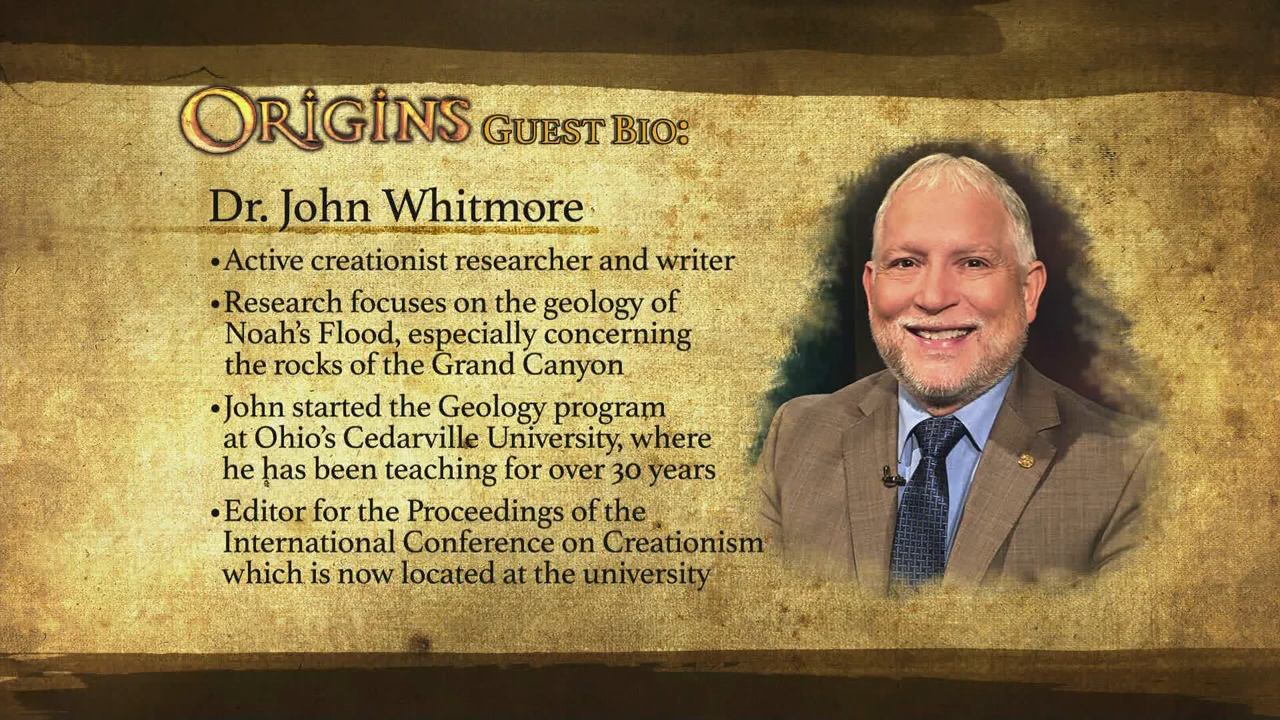 ORiGiNS GUEST BIO:
Dr. John Whitmore
•Active creationist researcher and writer
•Research focuses on the geology of
Noah's Flood, especially concerning
the rocks of the Grand Canyon
•John started the Geology program
at Ohio's Cedarville University, where
he has been teaching for over 30 years
•Editor for the Proceedings of the
International Conference on Creationism
which is now located at the university